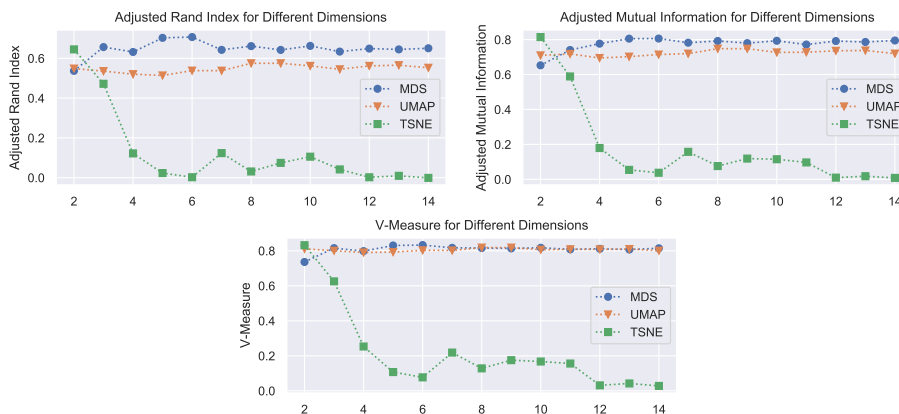 Adjusted Rand Index for Different Dimensions
Adjusted Rand Index
0.6
0.4
0.2
0.0
MDS
UMAP
TSNE
2 4 6 8 10 12 14
Adjusted Mutual Information for Different Dimensions
Adjusted Mutual Information
0.8
0.6
0.4
0.2
0.0
MDS
UMAP
TSNE
2 4 6 8 10 12 14
V-Measure for Different Dimensions
V-Measure
0.8
0.6
0.4
0.2
0.0
MDS
UMAP
TSNE
2 4 6 8 10 12 14